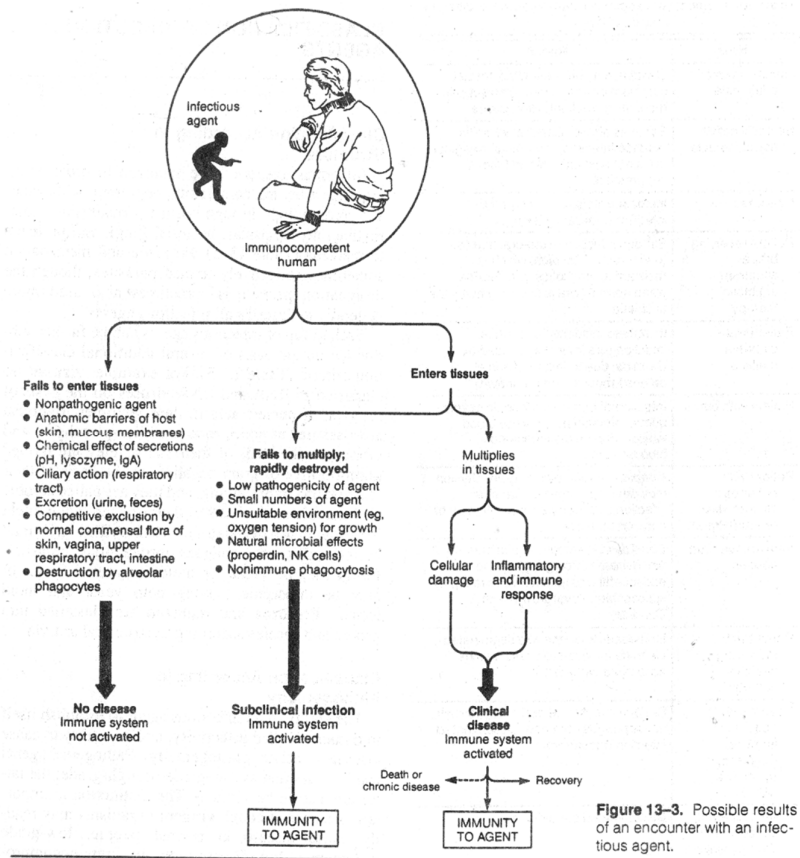 Infectious
agent
Immunocompetent
human
Fails to enter tissues
● Nonpathogenic agent
● Anatomic barriers of host
(skin, mucous membranes)
● Chemical effect of secretions
(pH, lysozyme, IgA)
● Ciliary action (respiratory
tract)
● Excretion (urine, feces)
● Competitive exclusion by
normal commensal flora of
skin, vagina, upper
respiratory tract, intestine
● Destruction by alveolar
phagocytes
No disease
Immune system
not activated
Enters tissues
Fails to multiply;
rapidly destroyed
● Low pathogenicity of agent
● Small numbers of agent
● Unsuitable environment (eg,
oxygen tension) for growth
● Natural microbial effects
(properdin, NK cells)
● Nonimmune phagocytosis
Subclinical infection
Immune system
activated
IMMUNITY
TO AGENT
Multiplies
in tissues
Cellular
damage
Inflammatory
and immune
response
Clinical
disease
Immune system
activated
Death or
chronic disease
Recovery
IMMUNITY
TO AGENT
Figure 13–3. Possible results
of an encounter with an infec-
tious agent.